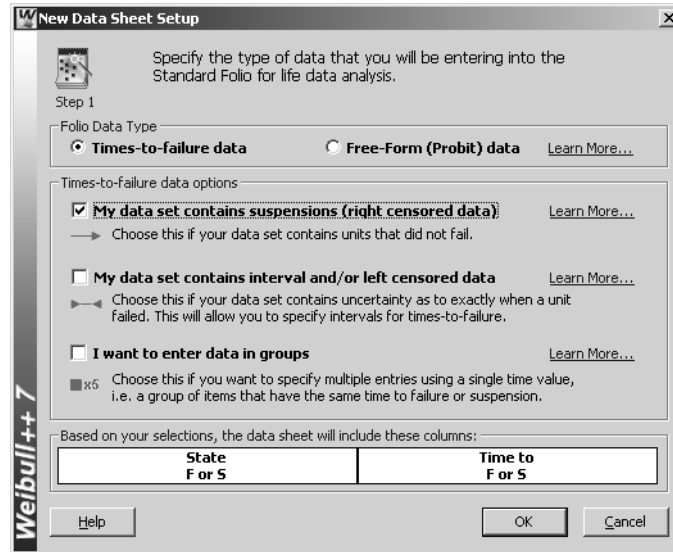 New Data Sheet Setup
Specify the type of data that you will be entering into the
Standard Folio for life data analysis.
Step 1
Folio Data Type
Times-to-failure data
Free-Form (Probit) data
Learn More...
Times-to-failure data options
My data set contains suspensions (right censored data)
Learn More...
Choose this if your data set contains units that did not fail.
My data set contains interval and/or left censored data
Learn More...
Choose this if your data set contains uncertainty as to exactly when a unit
failed. This will allow you to specify intervals for times-to-failure.
I want to enter data in groups
Learn More...
x5
Choose this if you want to specify multiple entries using a single time value,
i.e. a group of items that have the same time to failure or suspension.
Based on your selections, the data sheet will include these columns:
State
F or S
Time to
F or S
Weibull++ 7
Help
OK
Cancel